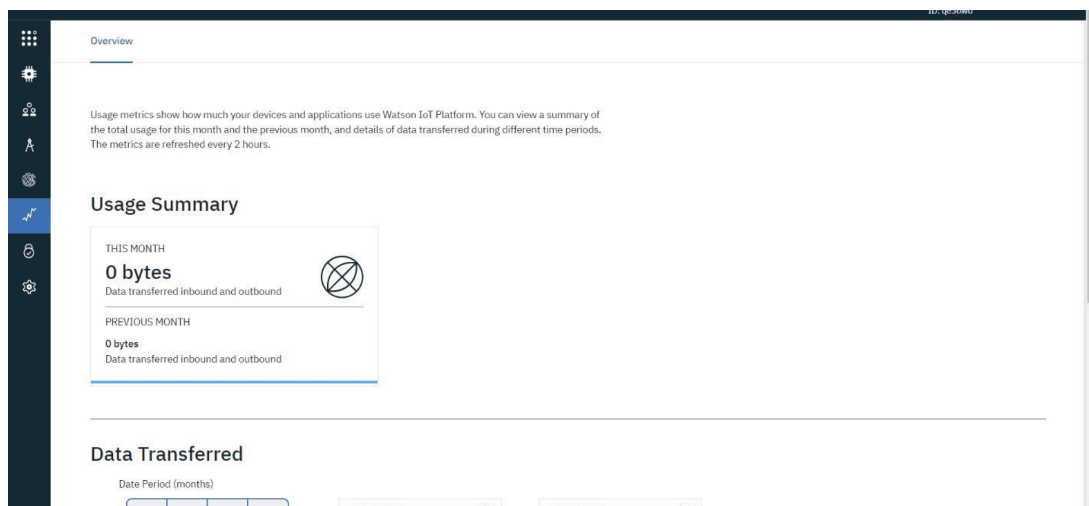 Overview
Usage metrics show how much your devices and applications use Watson IoT Platform. You can view a summary of
the total usage for this month and the previous month, and details of data transferred during different time periods.
The metrics are refreshed every 2 hours.
Usage Summary
THIS MONTH
0 bytes
Data transferred inbound and outbound
PREVIOUS MONTH
0 bytes
Data transferred inbound and outbound
Data Transferred
Date Period (months)